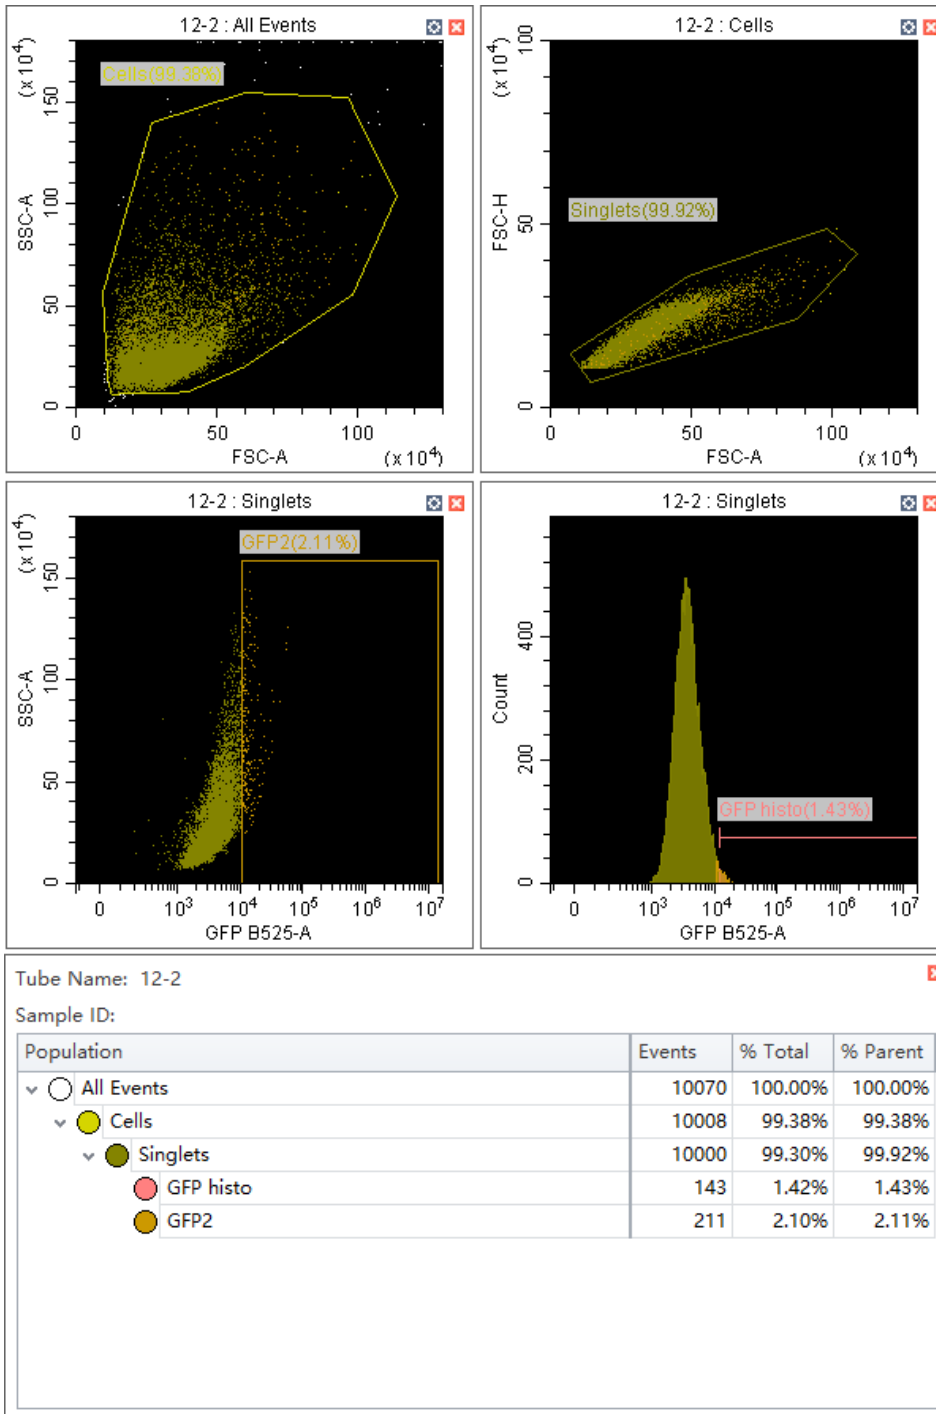 12-2 : All Events
Cells(99.38%)
(x 10⁴)
SSC-A
150
100
50
0
0 50 100
FSC-A (x 10⁴)
12-2 : Cells
Singlets(99.92%)
(x 10⁴)
FSC-H
100
50
0
0 50 100
FSC-A (x 10⁴)
12-2 : Singlets
GFP2(2.11%)
(x 10⁴)
SSC-A
150
100
50
0
0 10³ 10⁴ 10⁵ 10⁶ 10⁷
GFP B525-A
12-2 : Singlets
GFP histo(1.43%)
Count
400
200
0
0 10³ 10⁴ 10⁵ 10⁶ 10⁷
GFP B525-A
Tube Name: 12-2
Sample ID:
Population Events % Total % Parent
All Events 10070 100.00% 100.00%
Cells 10008 99.38% 99.38%
Singlets 10000 99.30% 99.92%
GFP histo 143 1.42% 1.43%
GFP2 211 2.10% 2.11%